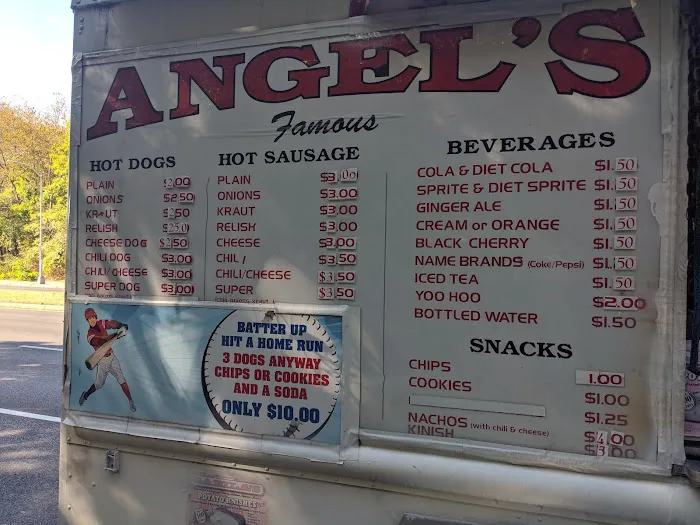 ANGEL'S
Famous
HOT DOGS
PLAIN $2.00
ONIONS $2.50
KRAUT $2.50
RELISH $2.50
CHEESE DOG $2.50
CHILI DOG $3.00
CHILI/CHEESE $3.00
SUPER DOG $3.00
HOT SAUSAGE
PLAIN $3.00
ONIONS $3.00
KRAUT $3.00
RELISH $3.00
CHEESE $3.00
CHILI $3.50
CHILI/CHEESE $3.50
SUPER $3.50
BEVERAGES
COLA & DIET COLA $1.50
SPRITE & DIET SPRITE $1.50
GINGER ALE $1.50
CREAM or ORANGE $1.50
BLACK CHERRY $1.50
NAME BRANDS (Coke/Pepsi) $1.50
ICED TEA $1.50
YOO HOO $2.00
BOTTLED WATER $1.50
SNACKS
CHIPS 1.00
COOKIES $1.00
$1.25
NACHOS (with chili & cheese) $4.00
KINISH $3.00
BATTER UP
HIT A HOME RUN
3 DOGS ANYWAY
CHIPS OR COOKIES
AND A SODA
ONLY $10.00
POTATO KNISHES